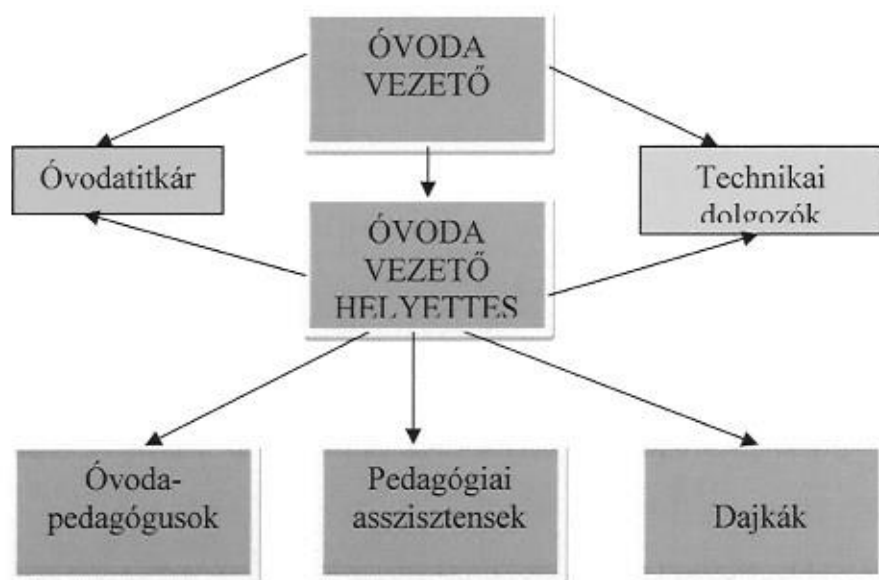 ÓVODA
VEZETŐ
Óvodatitkár
Technikai
dolgozók
ÓVODA
VEZETŐ
HELYETTES
Óvoda-
pedagógusok
Pedagógiai
asszisztensek
Dajkák